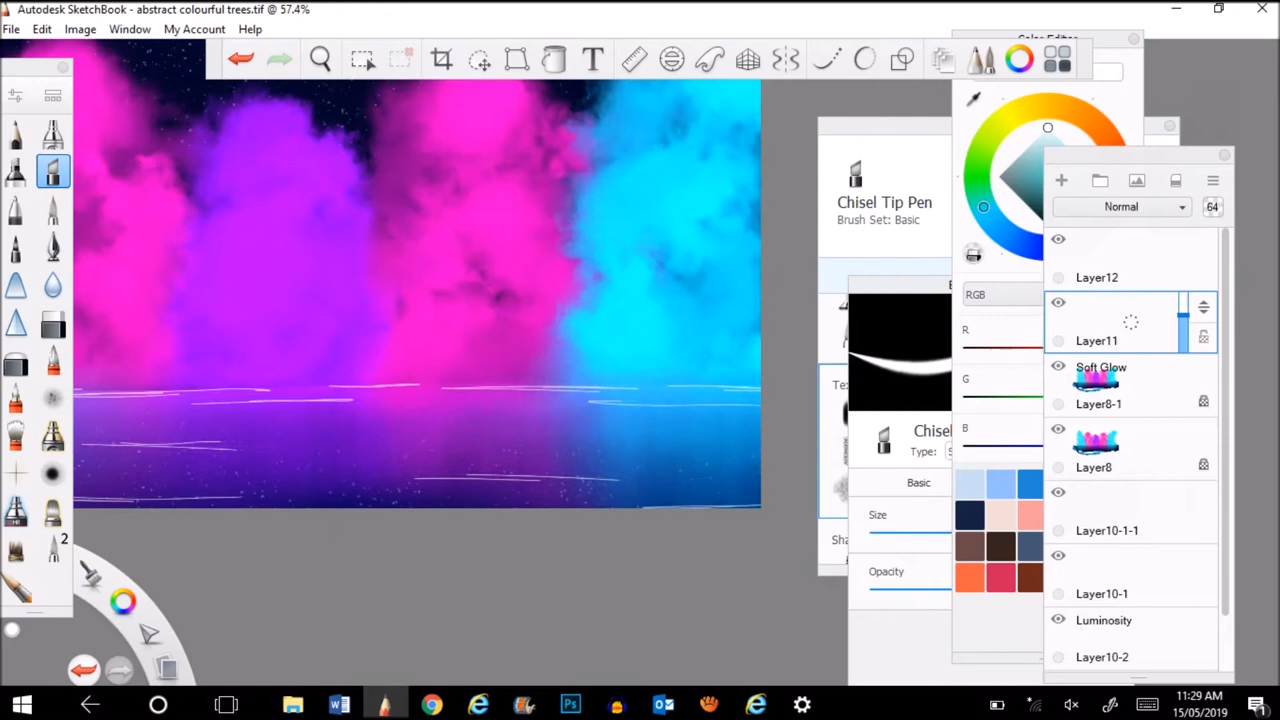 Autodesk SketchBook - abstract colourful trees.tif @ 57.4%
File Edit Image Window My Account Help
T
Chisel Tip Pen
Brush Set: Basic
Normal
64
Layer12
RGB
Layer11
R
Soft Glow
G
Layer8-1
B
Layer8
Basic
Size
Layer10-1-1
Opacity
Layer10-1
Luminosity
Layer10-2
2
11:29 AM
15/05/2019